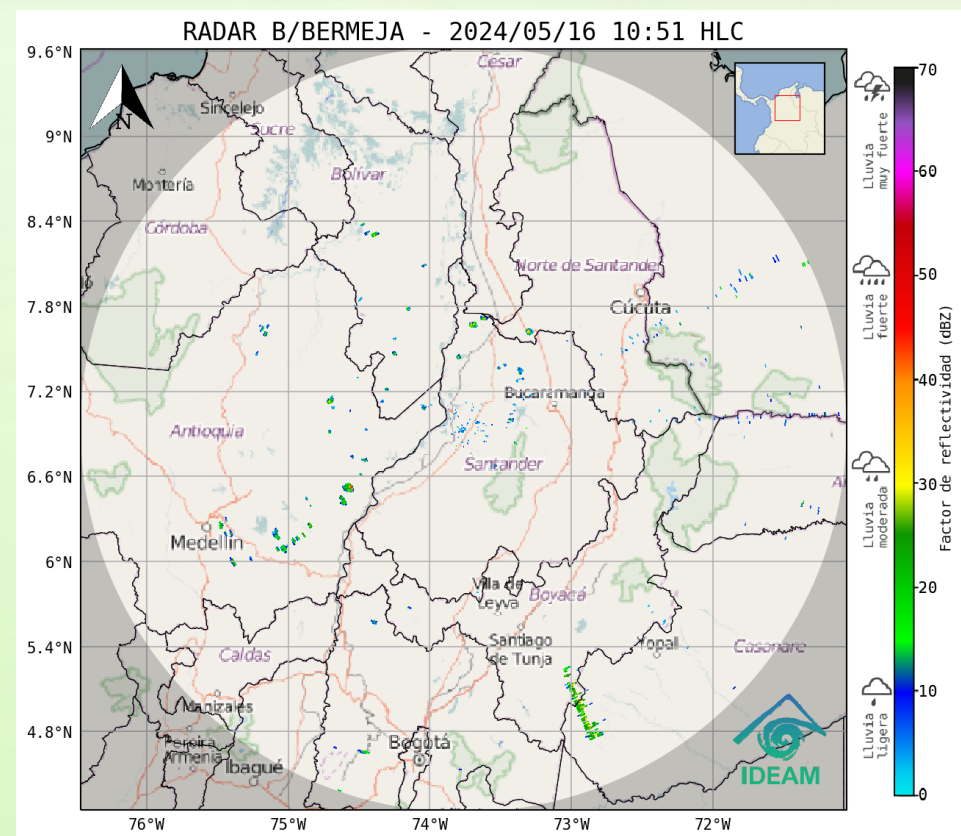 RADAR B/BERMEJA - 2024/05/16 10:51 HLC
9.6°N
9°N
8.4°N
7.8°N
7.2°N
6.6°N
6°N
5.4°N
4.8°N
76°W
75°W
74°W
73°W
72°W
N
Cesar
Sincelejo
Sucre
Montería
Bolívar
Córdoba
Norte de Santander
Cúcuta
Bucaramanga
Antioquia
Santander
Medellín
Villa de
Leyva
Boyacá
Santiago
de Tunja
Yopal
Casanare
Caldas
Manizales
Pereira
Armenia
Ibagué
Bogotá
IDEAM
70
60
50
40
30
20
10
0
Lluvia
muy fuerte
Lluvia
fuerte
Lluvia
moderada
Lluvia
ligera
Factor de reflectividad (dBZ)